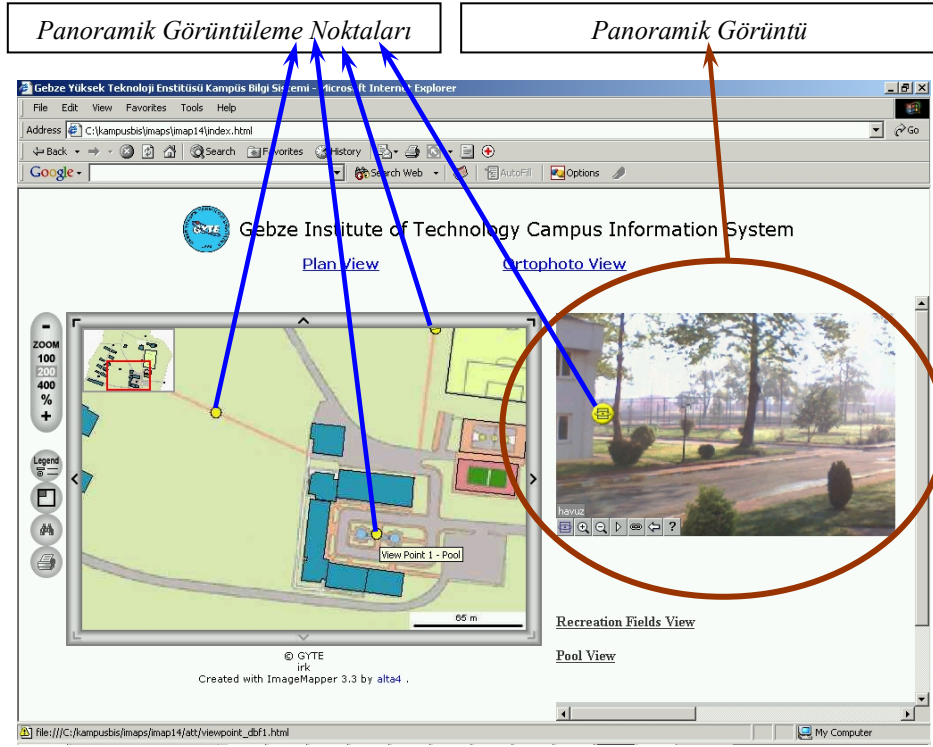 Panoramik Görüntüleme Noktaları
Panoramik Görüntü
Gebze Yüksek Teknoloji Enstitüsü Kampüs Bilgi Sistemi - Microsoft Internet Explorer
File Edit View Favorites Tools Help
Address C:\kampusbis\imaps\imap14\index.html Go
Back Search Favorites History
Google Search Web AutoFill Options
GYTE Gebze Institute of Technology Campus Information System
Plan View Ortophoto View
ZOOM
100
200
400
%
Legend
View Point 1 - Pool
65 m
havuz
?
Recreation Fields View
Pool View
© GYTE
irk
Created with ImageMapper 3.3 by alta4 .
file:///C:/kampusbis/imaps/imap14/att/viewpoint_dbf1.html My Computer